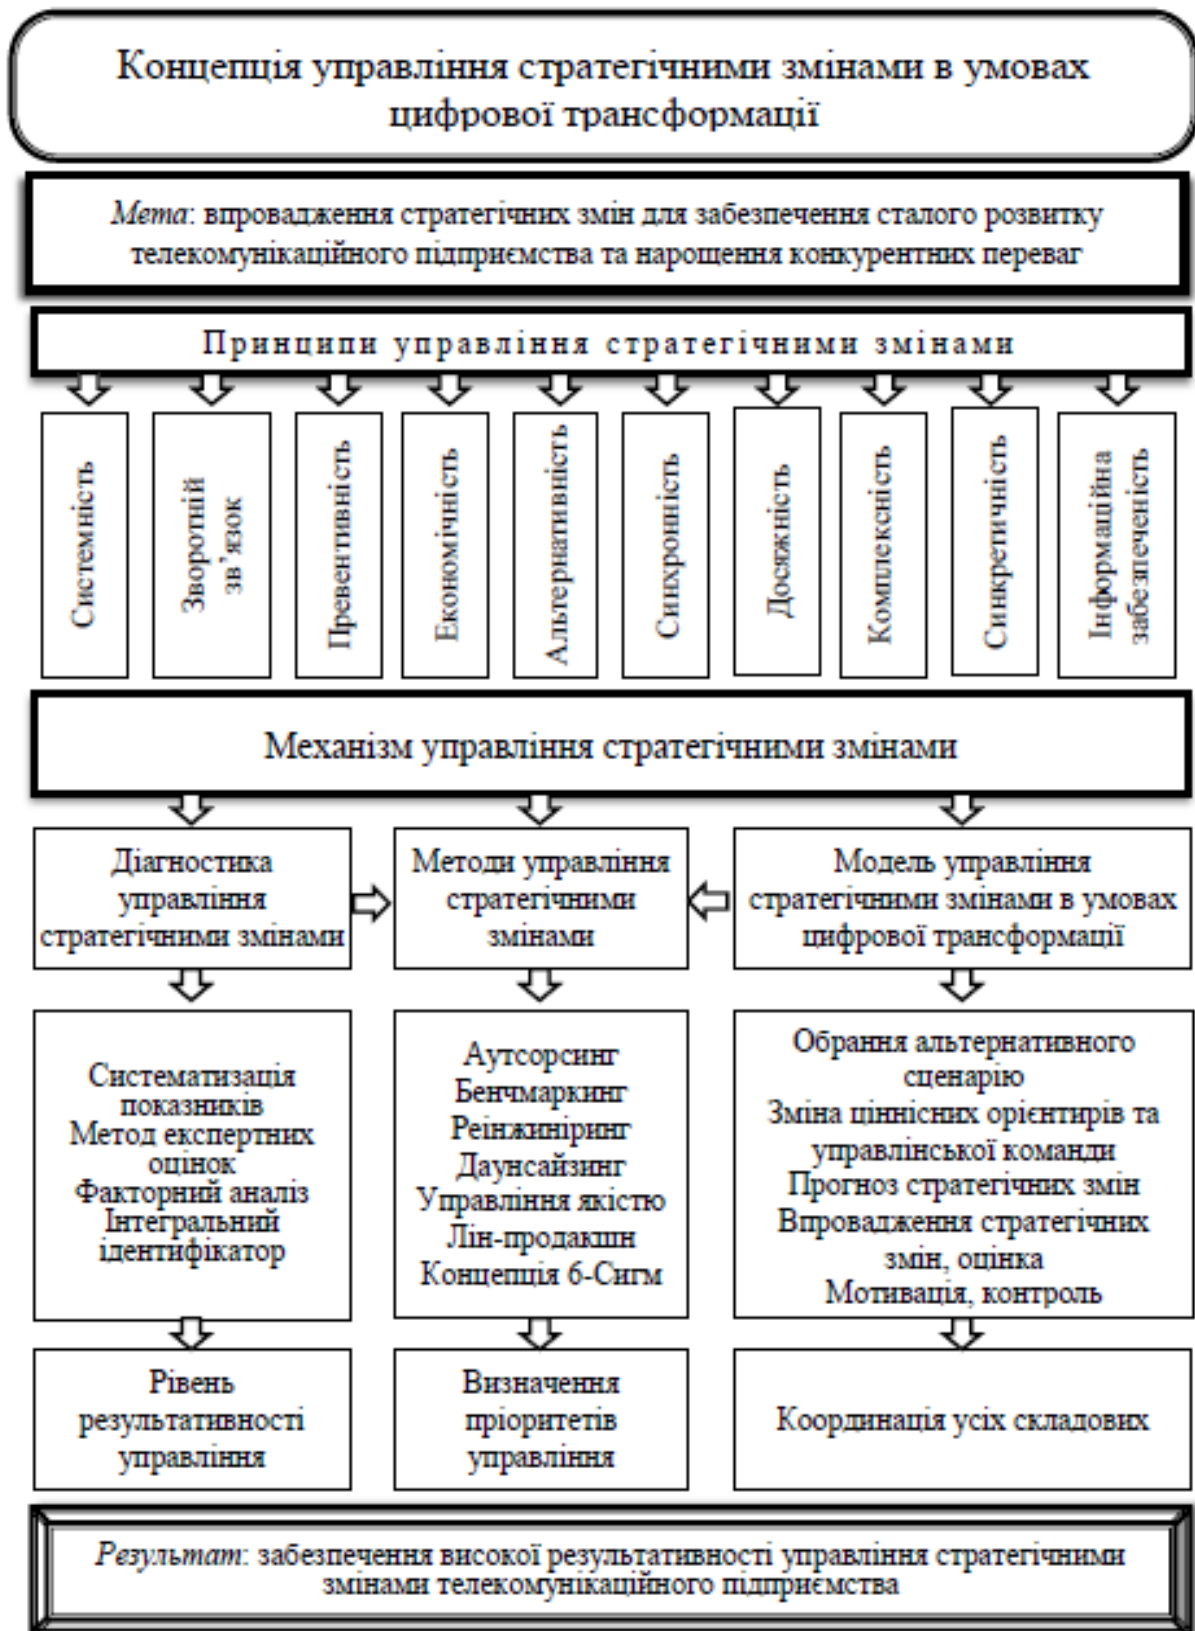 Концепція управління стратегічними змінами в умовах
цифрової трансформації
Мета: впровадження стратегічних змін для забезпечення сталого розвитку
телекомунікаційного підприємства та нарощення конкурентних переваг
Принципи управління стратегічними змінами
Системність
Зворотній
зв’язок
Превентивність
Економічність
Альтернативність
Синхронність
Досяжність
Комплексність
Синкретичність
Інформаційна
забезпеченість
Механізм управління стратегічними змінами
Діагностика
управління
стратегічними змінами
Методи управління
стратегічними
змінами
Модель управління
стратегічними змінами в умовах
цифрової трансформації
Систематизація
показників
Метод експертних
оцінок
Факторний аналіз
Інтегральний
ідентифікатор
Аутсорсинг
Бенчмаркинг
Реінжиніринг
Даунсайзинг
Управління якістю
Лін-продакшн
Концепція 6-Сигм
Обрання альтернативного
сценарію
Зміна ціннісних орієнтирів та
управлінської команди
Прогноз стратегічних змін
Впровадження стратегічних
змін, оцінка
Мотивація, контроль
Рівень
результативності
управління
Визначення
пріоритетів
управління
Координація усіх складових
Результат: забезпечення високої результативності управління стратегічними
змінами телекомунікаційного підприємства